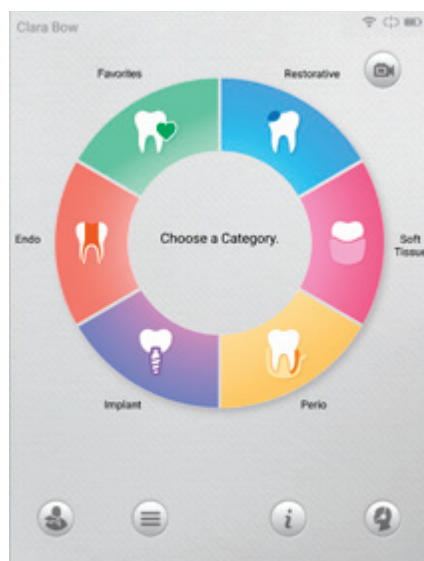 Clara Bow
Favorites
Restorative
Endo
Choose a Category.
Soft
Tissue
Implant
Perio
i